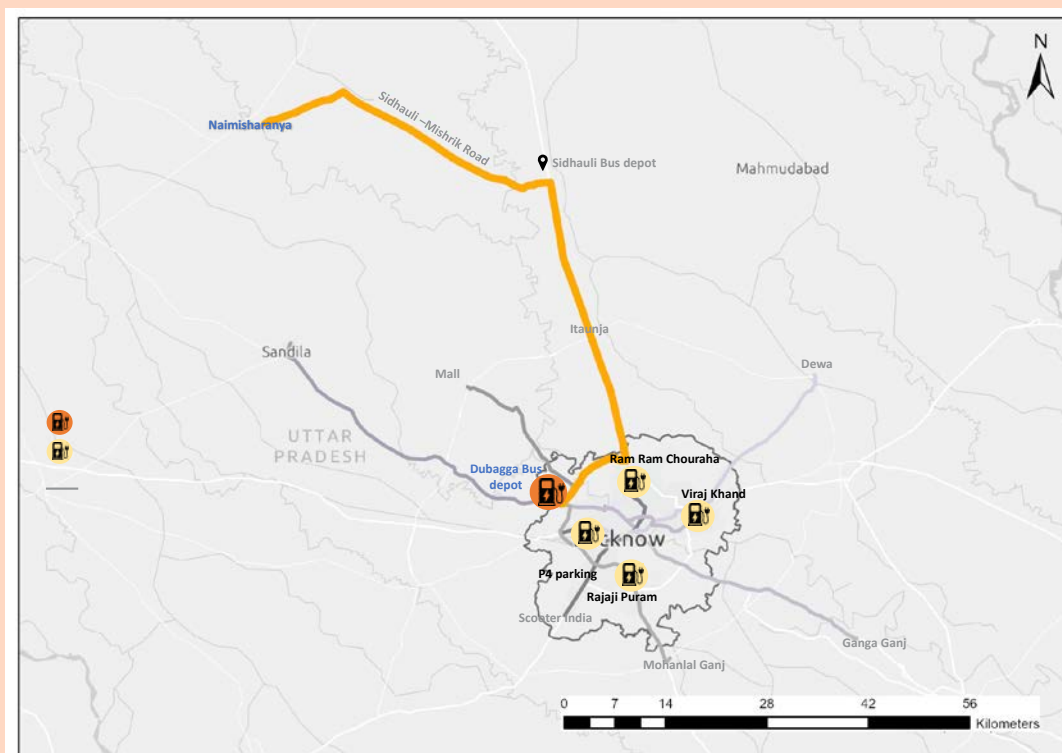 N
Naimisharanya
Sidhauli –Mishrik Road
Sidhauli Bus depot
Mahmudabad
Itaunja
Sandila
Mall
Dewa
UTTAR
PRADESH
Ram Ram Chouraha
Dubagga Bus
depot
Viraj Khand
cknow
P4 parking
Rajaji Puram
Scooter India
Ganga Ganj
Mohanlal Ganj
0 7 14 28 42 56
Kilometers